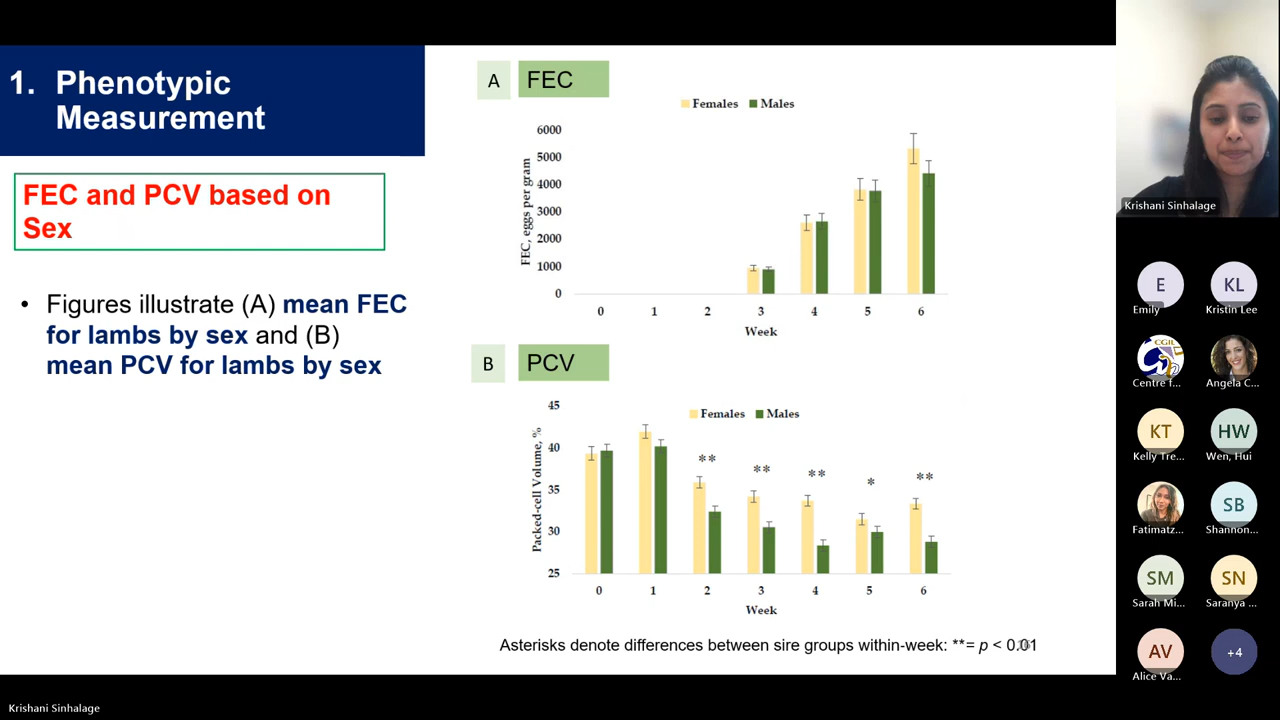 1. Phenotypic
Measurement
FEC and PCV based on
Sex
• Figures illustrate (A) mean FEC
for lambs by sex and (B)
mean PCV for lambs by sex
A FEC
Females Males
6000
5000
4000
3000
2000
1000
0
FEC, eggs per gram
0 1 2 3 4 5 6
Week
B PCV
Females Males
45
40
35
30
25
Packed-cell Volume, %
** ** ** * **
0 1 2 3 4 5 6
Week
Asterisks denote differences between sire groups within-week: **= p < 0.01
Krishani Sinhalage
E KL
Emily Kristin Lee
CGIL
Centre f... Angela C...
KT HW
Kelly Tre... Wen, Hui
SB
Fatimatz... Shannon...
SM SN
Sarah Mi... Saranya ...
AV +4
Alice Va...
Krishani Sinhalage